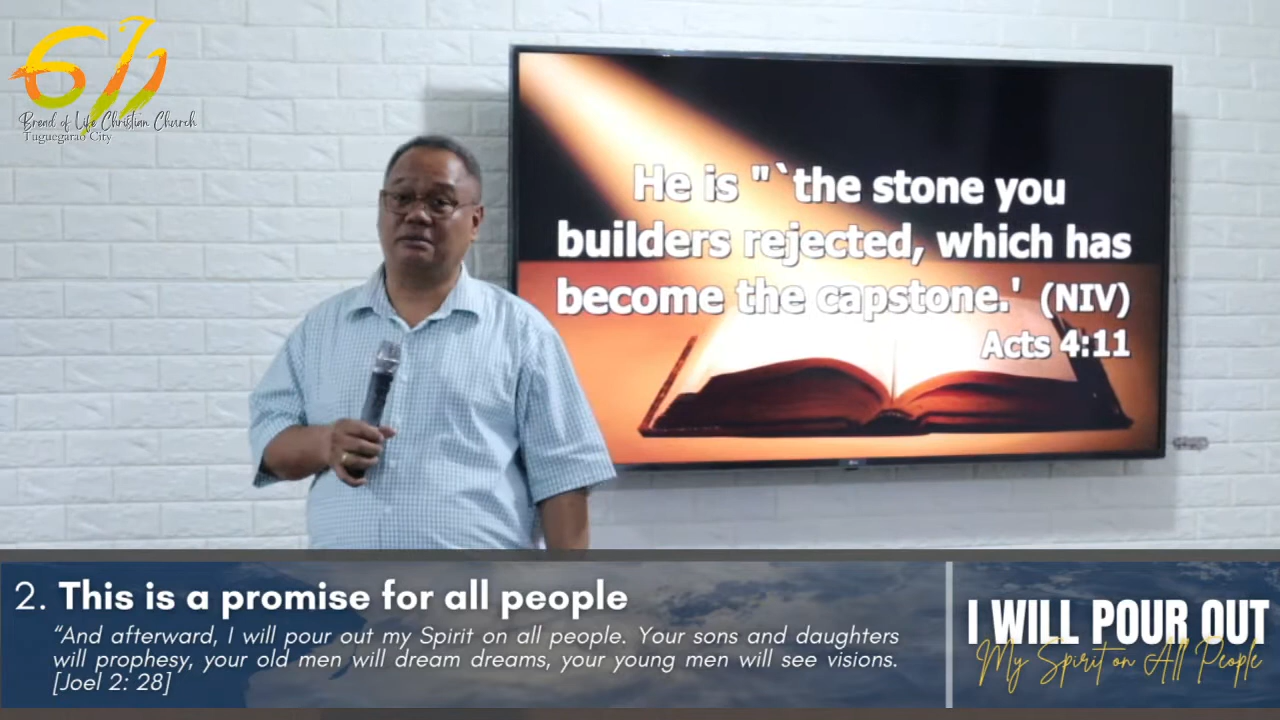 611
Bread of Life Christian Church
Tuguegarao City
He is "`the stone you
builders rejected, which has
become the capstone.' (NIV)
Acts 4:11
2. This is a promise for all people
“And afterward, I will pour out my Spirit on all people. Your sons and daughters
will prophesy, your old men will dream dreams, your young men will see visions.
[Joel 2: 28]
I WILL POUR OUT
My Spirit on All People